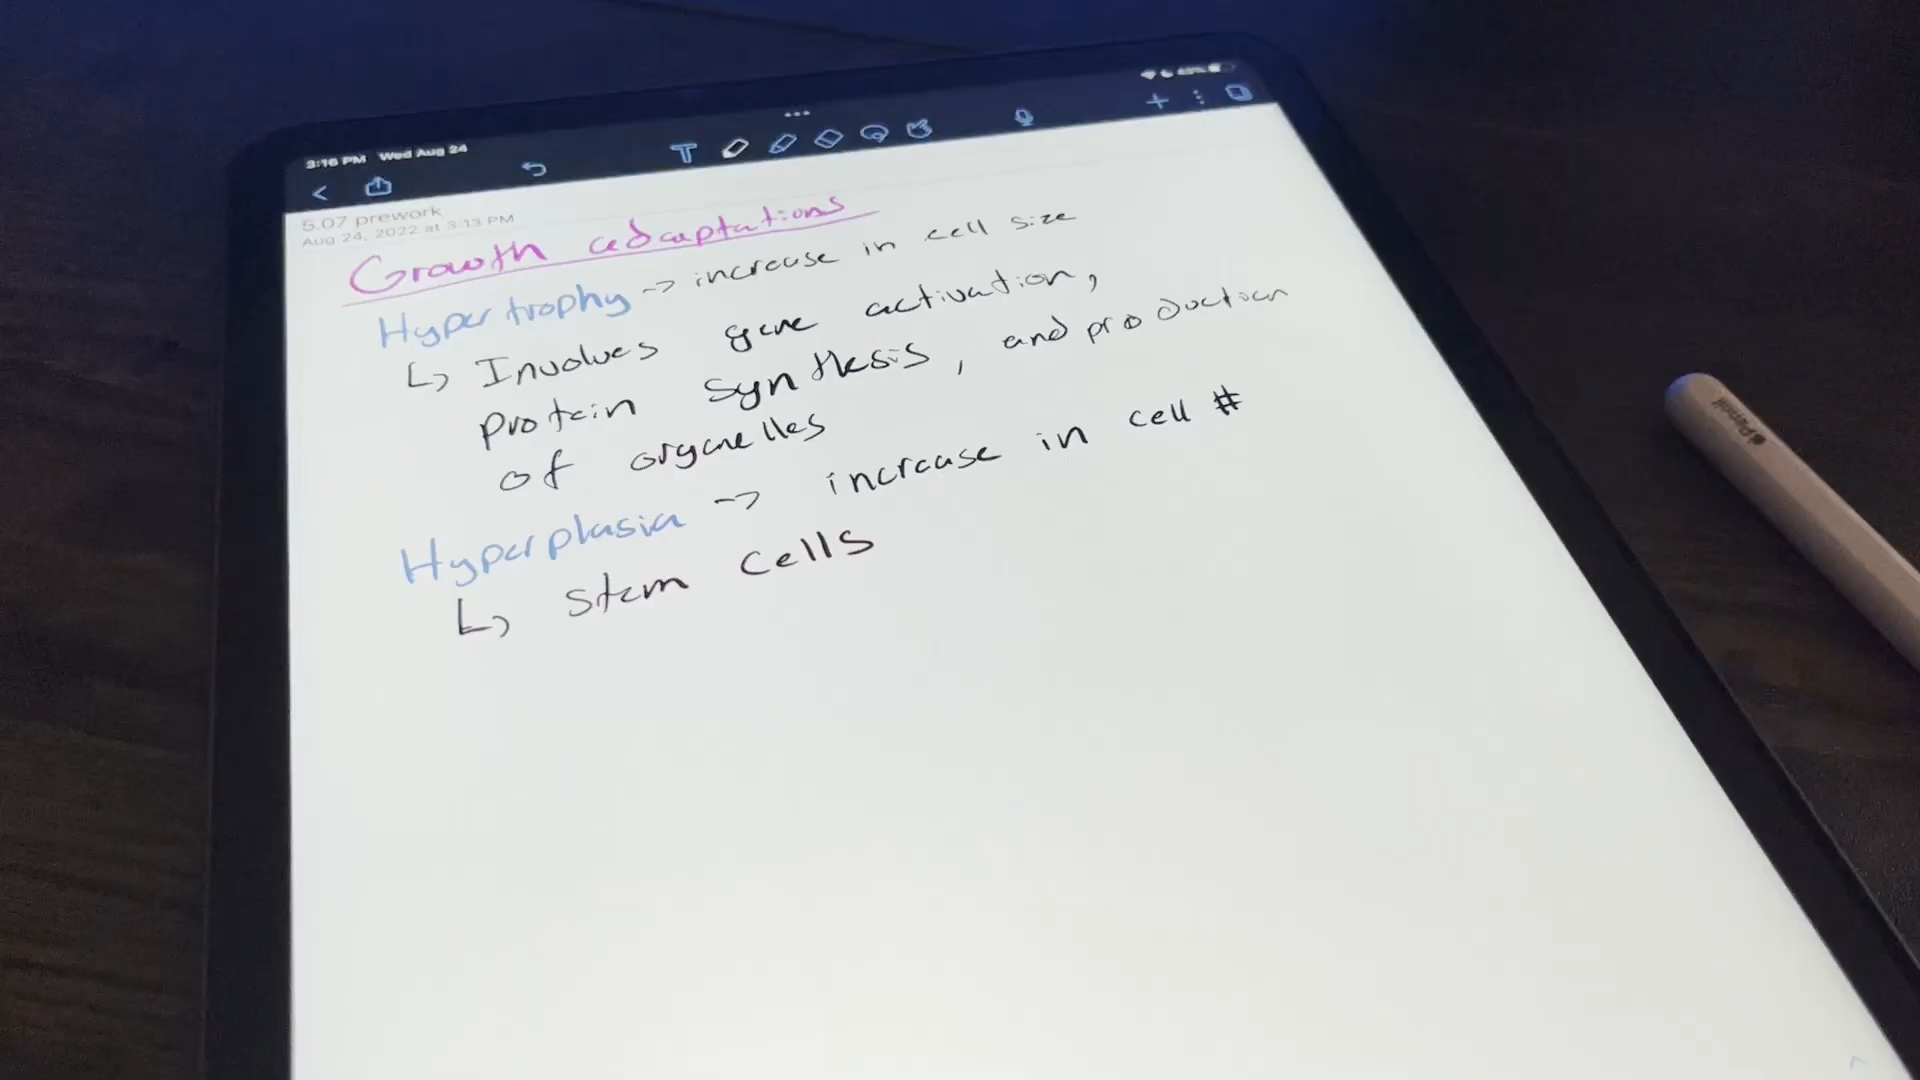 3:16 PM Wed Aug 24
5.07 prework
Aug 24, 2022 at 3:13 PM
Growth adaptations
Hypertrophy -> increase in cell size
↳ Involves gene activation,
protein synthesis, and production
of organelles
Hyperplasia -> increase in cell #
↳ stem cells
Pencil